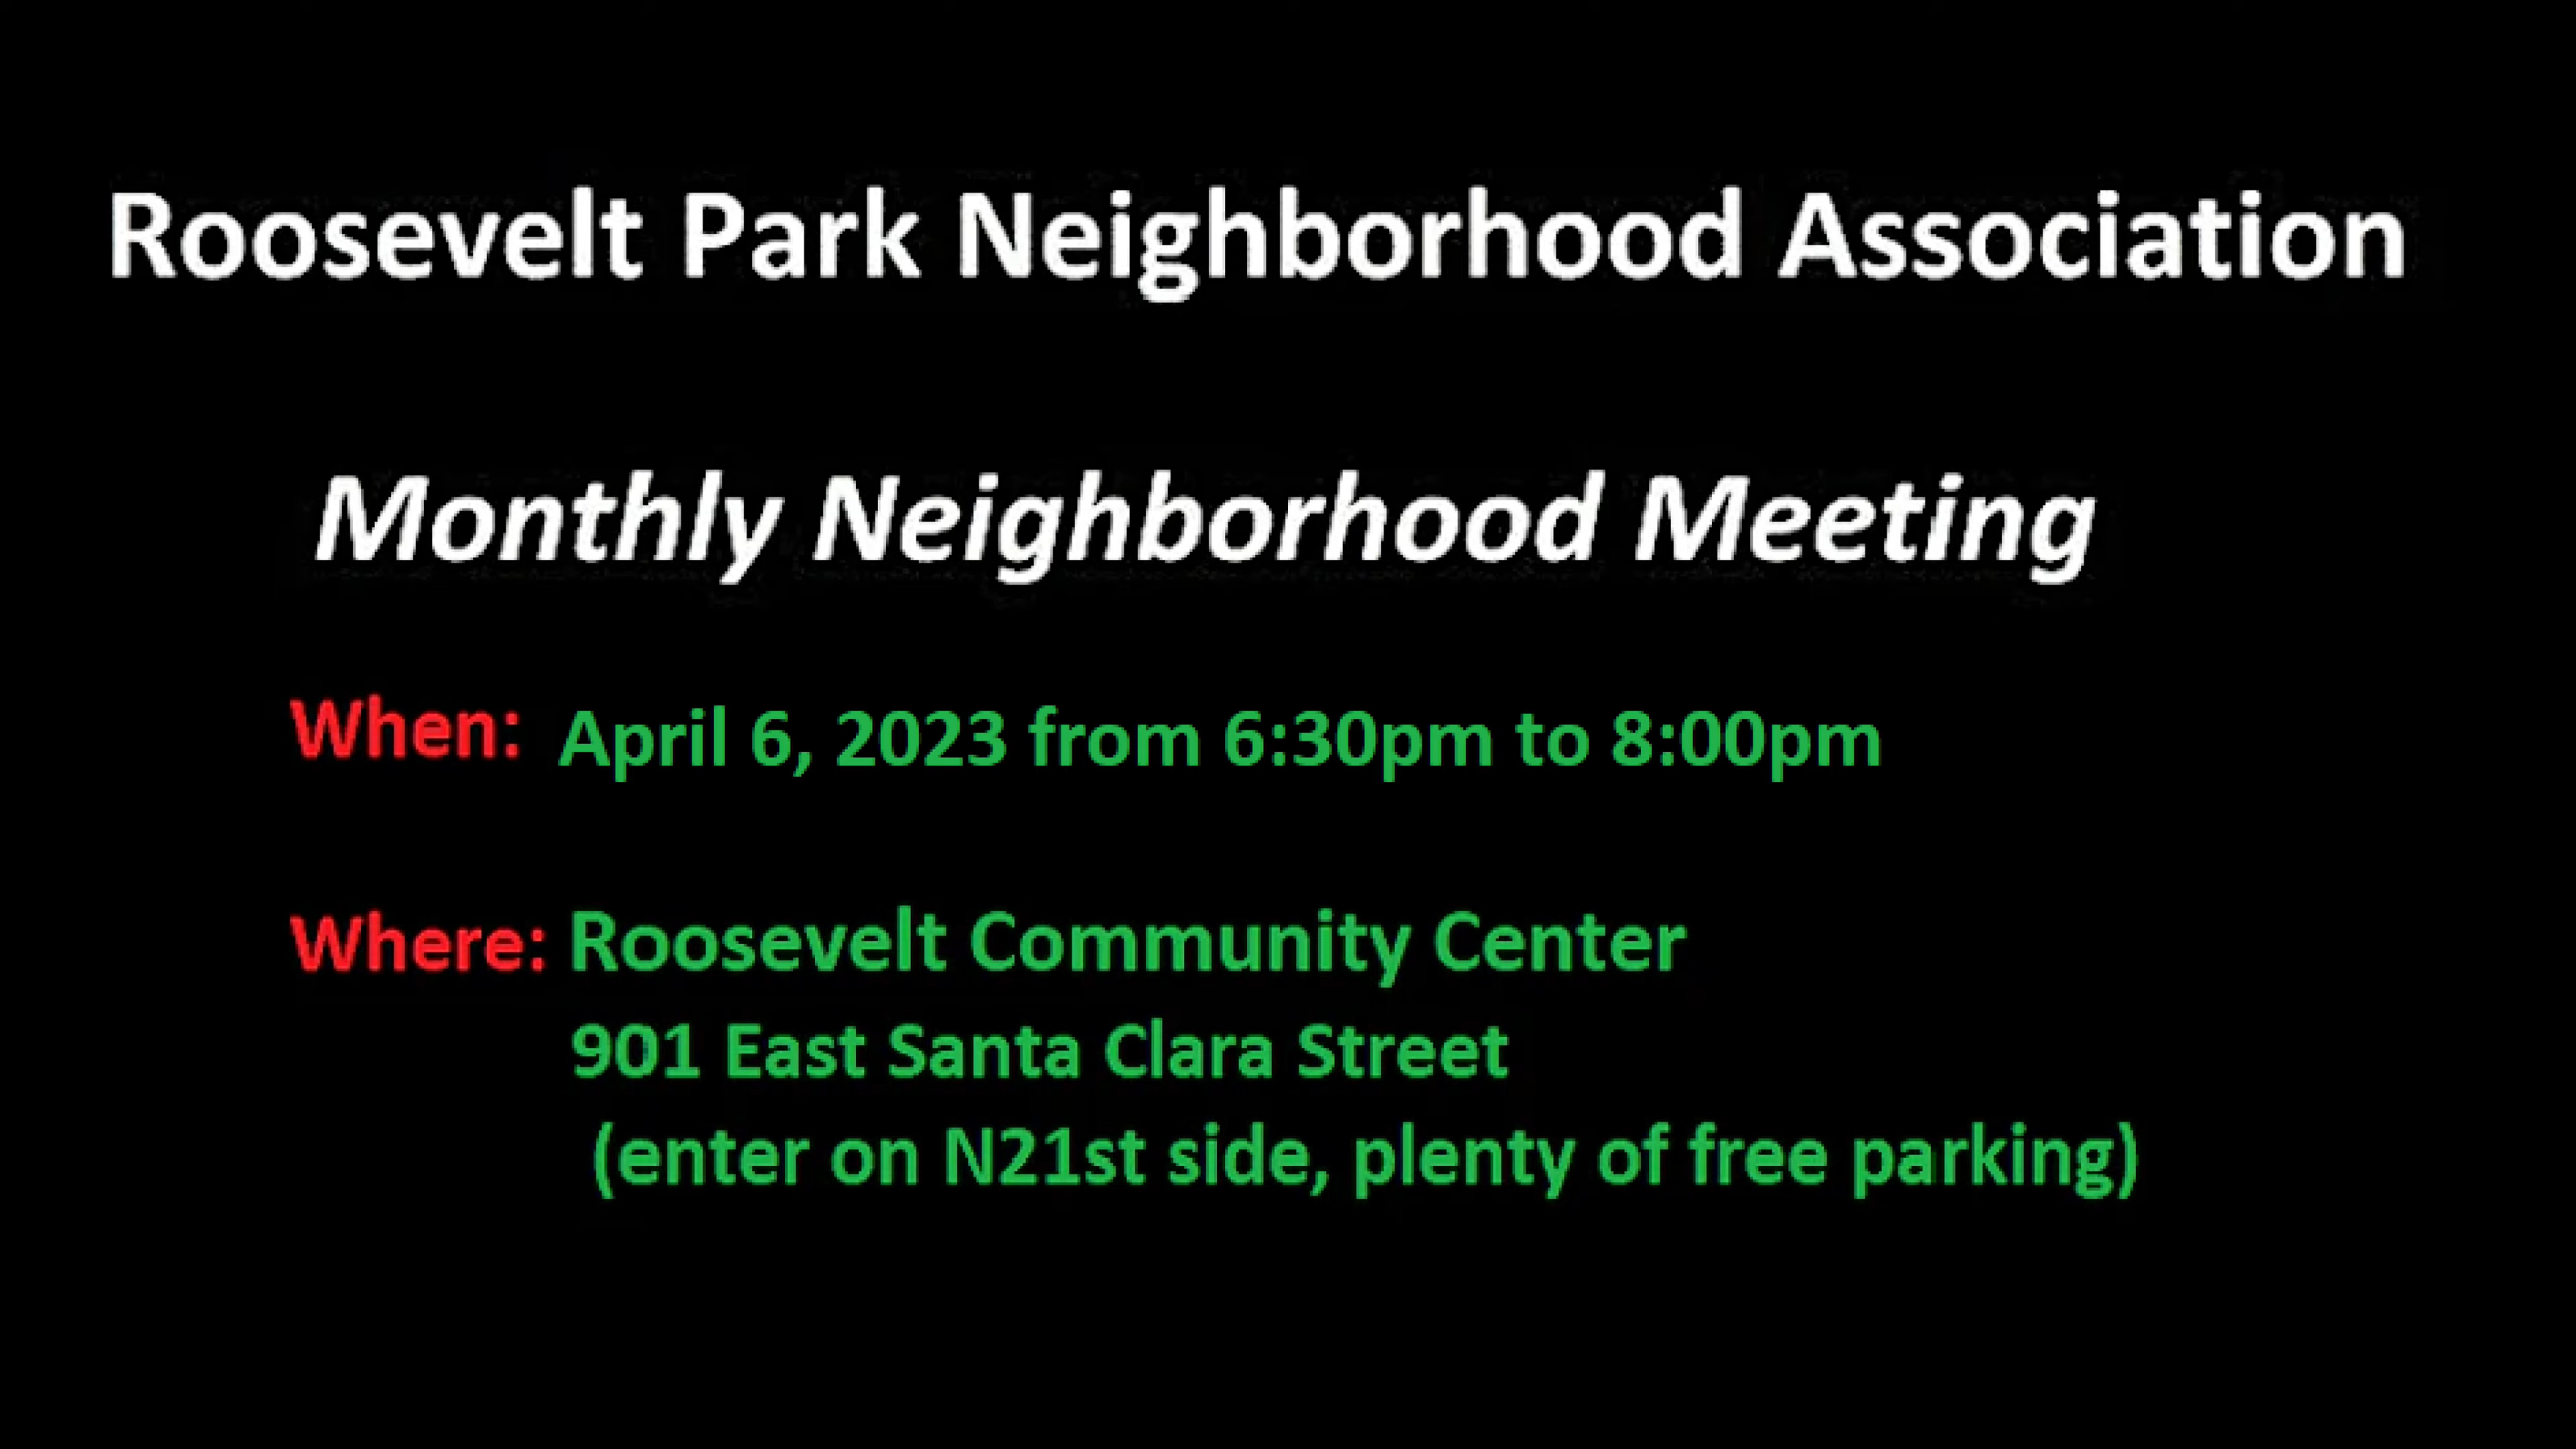 Roosevelt Park Neighborhood Association
Monthly Neighborhood Meeting
When: April 6, 2023 from 6:30pm to 8:00pm
Where: Roosevelt Community Center
901 East Santa Clara Street
(enter on N21st side, plenty of free parking)